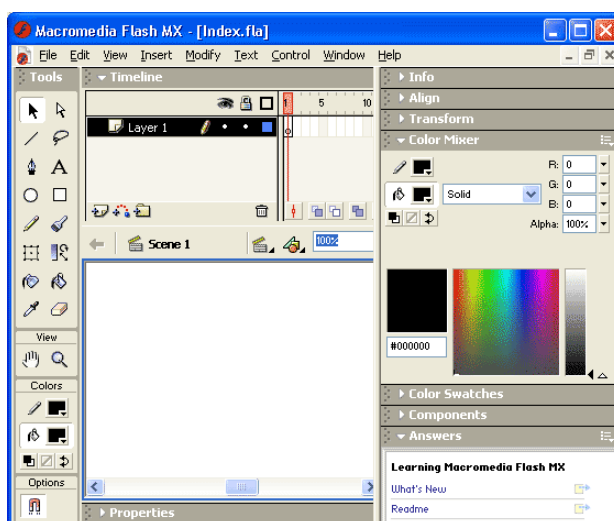 Macromedia Flash MX - [Index.fla]
File Edit View Insert Modify Text Control Window Help
Tools
Timeline
1 5 10
Layer 1
Scene 1
100%
View
Colors
Options
Properties
Info
Align
Transform
Color Mixer
R: 0
Solid
G: 0
B: 0
Alpha: 100%
#000000
Color Swatches
Components
Answers
Learning Macromedia Flash MX
What's New
Readme